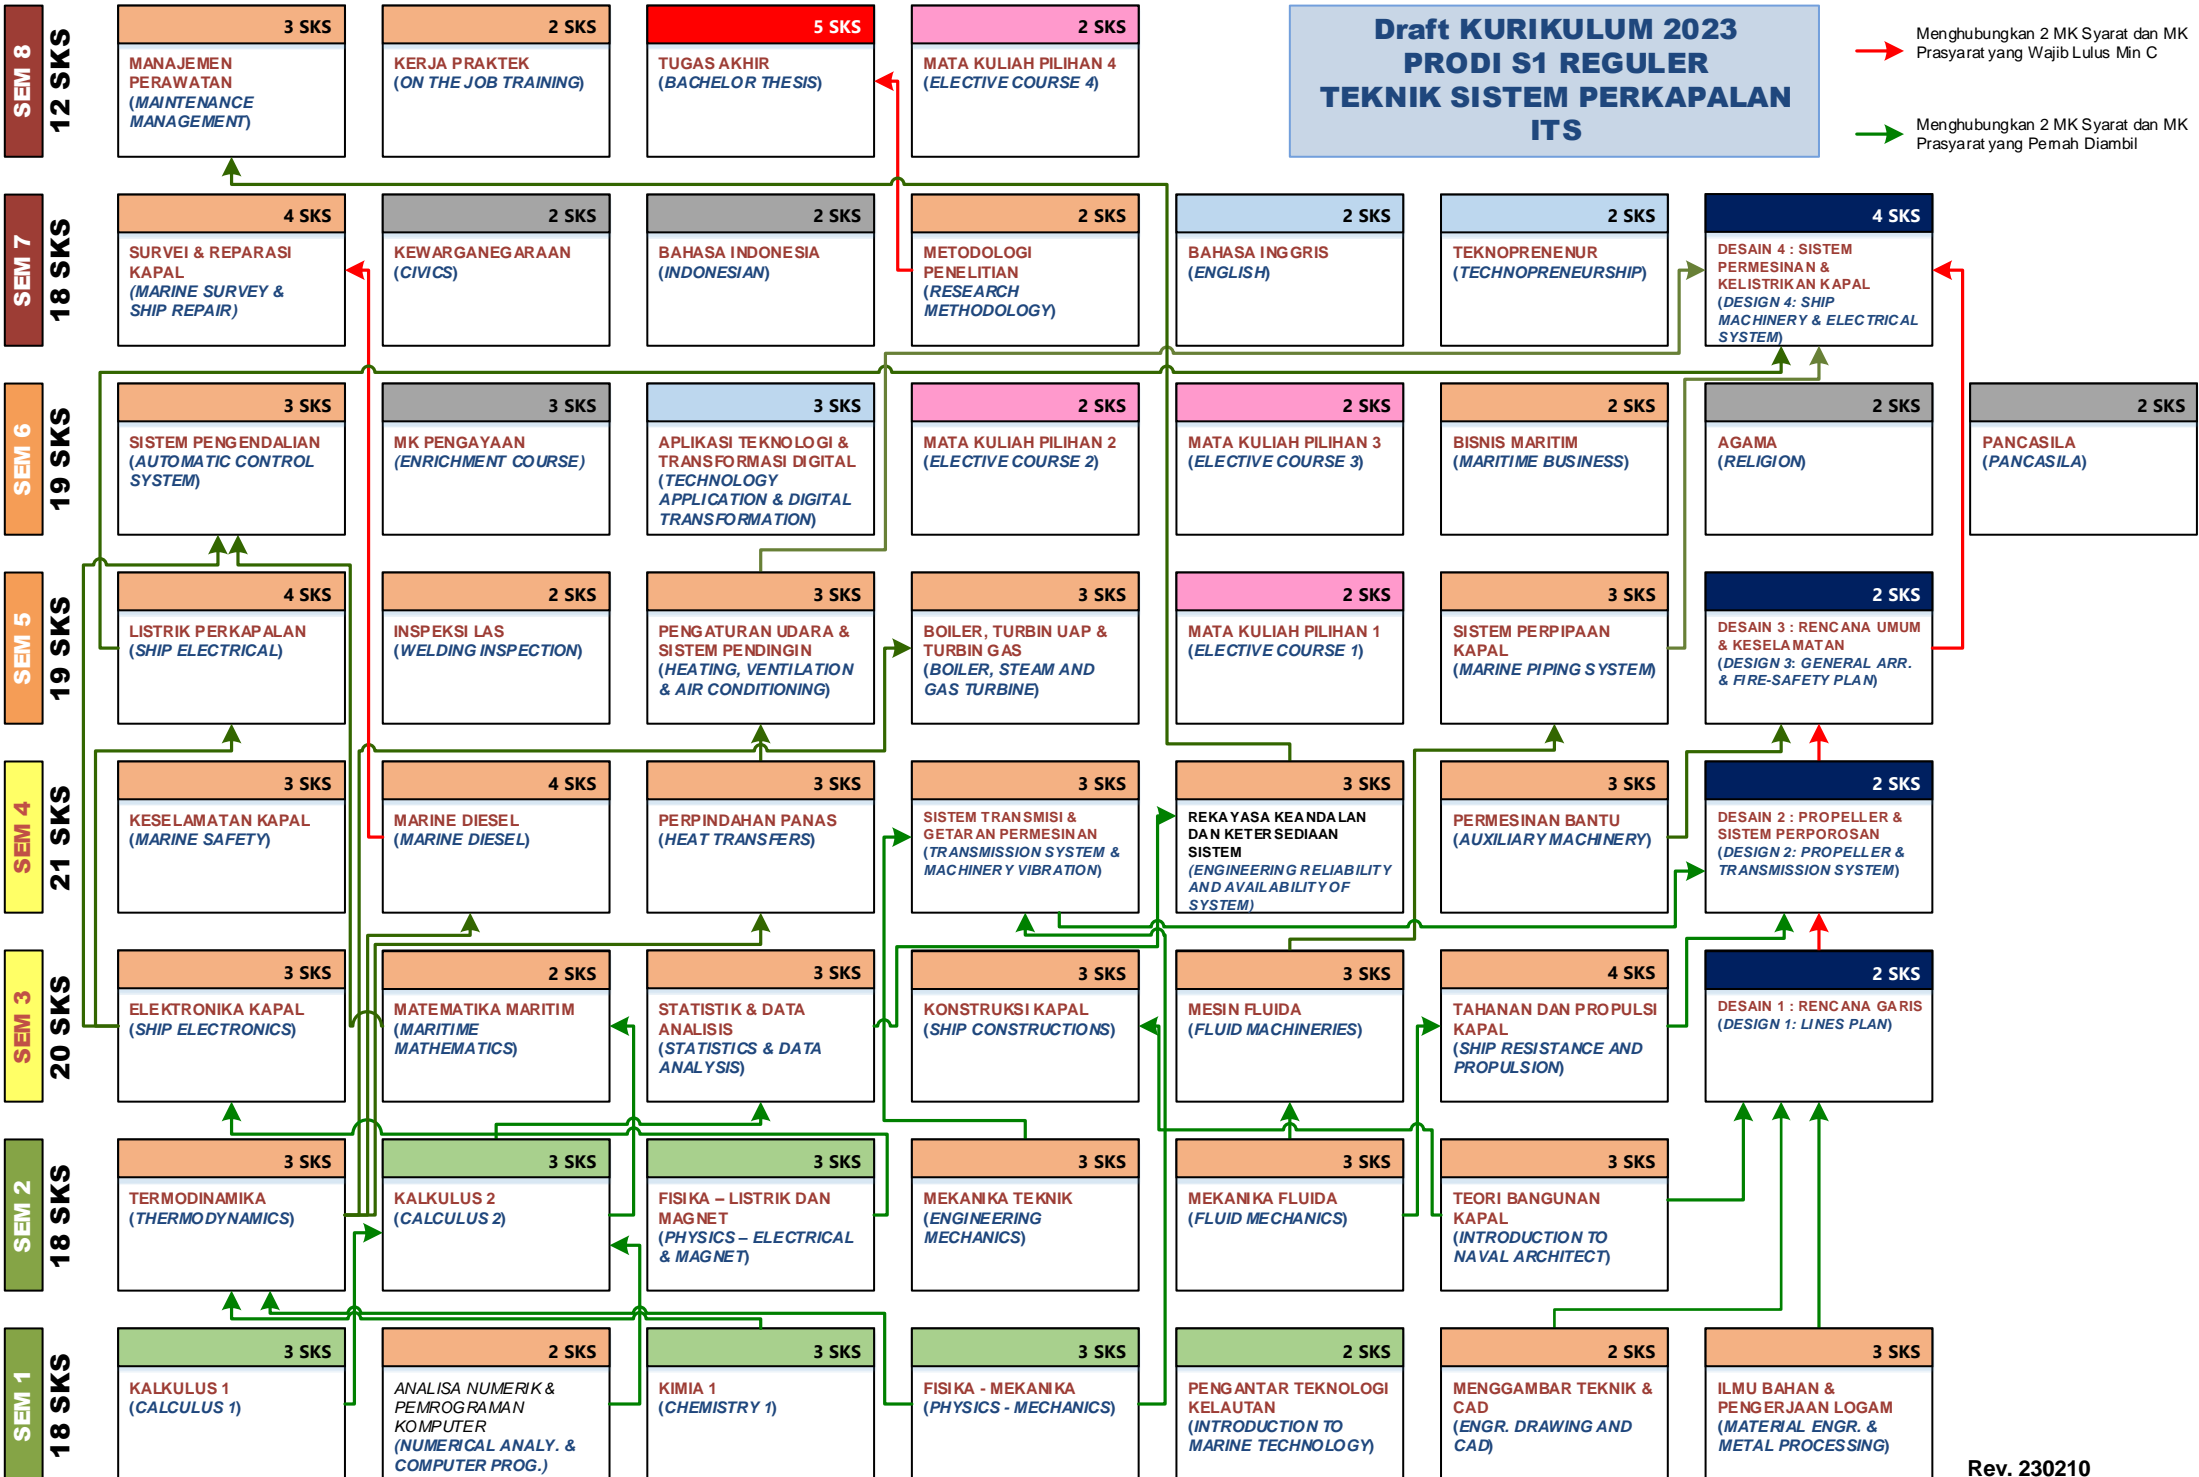 Draft KURIKULUM 2023
PRODI S1 REGULER
TEKNIK SISTEM PERKAPALAN
ITS
Menghubungkan 2 MK Syarat dan MK
Prasyarat yang Wajib Lulus Min C
Menghubungkan 2 MK Syarat dan MK
Prasyarat yang Pernah Diambil
SEM 8
12 SKS
3 SKS
MANAJEMEN
PERAWATAN
(MAINTENANCE
MANAGEMENT)
2 SKS
KERJA PRAKTEK
(ON THE JOB TRAINING)
5 SKS
TUGAS AKHIR
(BACHELOR THESIS)
2 SKS
MATA KULIAH PILIHAN 4
(ELECTIVE COURSE 4)
SEM 7
18 SKS
4 SKS
SURVEI & REPARASI
KAPAL
(MARINE SURVEY &
SHIP REPAIR)
2 SKS
KEWARGANEGARAAN
(CIVICS)
2 SKS
BAHASA INDONESIA
(INDONESIAN)
2 SKS
METODOLOGI
PENELITIAN
(RESEARCH
METHODOLOGY)
2 SKS
BAHASA INGGRIS
(ENGLISH)
2 SKS
TEKNOPRENENUR
(TECHNOPRENEURSHIP)
4 SKS
DESAIN 4 : SISTEM
PERMESINAN &
KELISTRIKAN KAPAL
(DESIGN 4: SHIP
MACHINERY & ELECTRICAL
SYSTEM)
SEM 6
19 SKS
3 SKS
SISTEM PENGENDALIAN
(AUTOMATIC CONTROL
SYSTEM)
3 SKS
MK PENGAYAAN
(ENRICHMENT COURSE)
3 SKS
APLIKASI TEKNOLOGI &
TRANSFORMASI DIGITAL
(TECHNOLOGY
APPLICATION & DIGITAL
TRANSFORMATION)
2 SKS
MATA KULIAH PILIHAN 2
(ELECTIVE COURSE 2)
2 SKS
MATA KULIAH PILIHAN 3
(ELECTIVE COURSE 3)
2 SKS
BISNIS MARITIM
(MARITIME BUSINESS)
2 SKS
AGAMA
(RELIGION)
2 SKS
PANCASILA
(PANCASILA)
SEM 5
19 SKS
4 SKS
LISTRIK PERKAPALAN
(SHIP ELECTRICAL)
2 SKS
INSPEKSI LAS
(WELDING INSPECTION)
3 SKS
PENGATURAN UDARA &
SISTEM PENDINGIN
(HEATING, VENTILATION
& AIR CONDITIONING)
3 SKS
BOILER, TURBIN UAP &
TURBIN GAS
(BOILER, STEAM AND
GAS TURBINE)
2 SKS
MATA KULIAH PILIHAN 1
(ELECTIVE COURSE 1)
3 SKS
SISTEM PERPIPAAN
KAPAL
(MARINE PIPING SYSTEM)
2 SKS
DESAIN 3 : RENCANA UMUM
& KESELAMATAN
(DESIGN 3: GENERAL ARR.
& FIRE-SAFETY PLAN)
SEM 4
21 SKS
3 SKS
KESELAMATAN KAPAL
(MARINE SAFETY)
4 SKS
MARINE DIESEL
(MARINE DIESEL)
3 SKS
PERPINDAHAN PANAS
(HEAT TRANSFERS)
3 SKS
SISTEM TRANSMISI &
GETARAN PERMESINAN
(TRANSMISSION SYSTEM &
MACHINERY VIBRATION)
3 SKS
REKAYASA KEANDALAN
DAN KETERSEDIAAN
SISTEM
(ENGINEERING RELIABILITY
AND AVAILABILITY OF
SYSTEM)
3 SKS
PERMESINAN BANTU
(AUXILIARY MACHINERY)
2 SKS
DESAIN 2 : PROPELLER &
SISTEM PERPOROSAN
(DESIGN 2: PROPELLER &
TRANSMISSION SYSTEM)
SEM 3
20 SKS
3 SKS
ELEKTRONIKA KAPAL
(SHIP ELECTRONICS)
2 SKS
MATEMATIKA MARITIM
(MARITIME
MATHEMATICS)
3 SKS
STATISTIK & DATA
ANALISIS
(STATISTICS & DATA
ANALYSIS)
3 SKS
KONSTRUKSI KAPAL
(SHIP CONSTRUCTIONS)
3 SKS
MESIN FLUIDA
(FLUID MACHINERIES)
4 SKS
TAHANAN DAN PROPULSI
KAPAL
(SHIP RESISTANCE AND
PROPULSION)
2 SKS
DESAIN 1 : RENCANA GARIS
(DESIGN 1: LINES PLAN)
SEM 2
18 SKS
3 SKS
TERMODINAMIKA
(THERMODYNAMICS)
3 SKS
KALKULUS 2
(CALCULUS 2)
3 SKS
FISIKA – LISTRIK DAN
MAGNET
(PHYSICS – ELECTRICAL
& MAGNET)
3 SKS
MEKANIKA TEKNIK
(ENGINEERING
MECHANICS)
3 SKS
MEKANIKA FLUIDA
(FLUID MECHANICS)
3 SKS
TEORI BANGUNAN
KAPAL
(INTRODUCTION TO
NAVAL ARCHITECT)
SEM 1
18 SKS
3 SKS
KALKULUS 1
(CALCULUS 1)
2 SKS
ANALISA NUMERIK &
PEMROGRAMAN
KOMPUTER
(NUMERICAL ANALY. &
COMPUTER PROG.)
3 SKS
KIMIA 1
(CHEMISTRY 1)
3 SKS
FISIKA - MEKANIKA
(PHYSICS - MECHANICS)
2 SKS
PENGANTAR TEKNOLOGI
KELAUTAN
(INTRODUCTION TO
MARINE TECHNOLOGY)
2 SKS
MENGGAMBAR TEKNIK &
CAD
(ENGR. DRAWING AND
CAD)
3 SKS
ILMU BAHAN &
PENGERJAAN LOGAM
(MATERIAL ENGR. &
METAL PROCESSING)
Rev. 230210